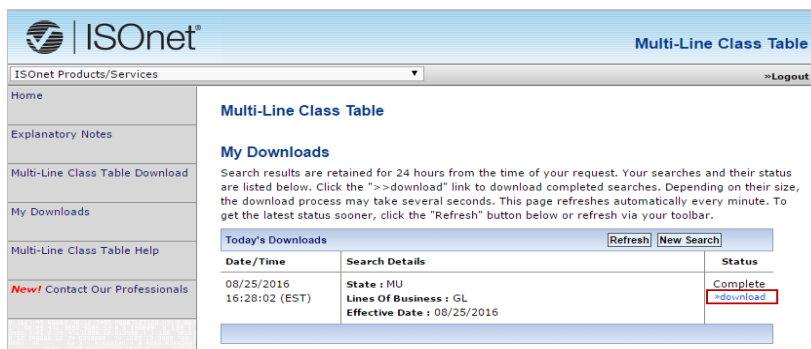 ISOnet®
Multi-Line Class Table
ISOnet Products/Services
»Logout
Home
Explanatory Notes
Multi-Line Class Table Download
My Downloads
Multi-Line Class Table Help
New! Contact Our Professionals
Multi-Line Class Table
My Downloads
Search results are retained for 24 hours from the time of your request. Your searches and their status
are listed below. Click the ">>download" link to download completed searches. Depending on their size,
the download process may take several seconds. This page refreshes automatically every minute. To
get the latest status sooner, click the "Refresh" button below or refresh via your toolbar.
Today's Downloads Refresh New Search
Date/Time Search Details Status
08/25/2016 State : MU Complete
16:28:02 (EST) Lines Of Business : GL »download
Effective Date : 08/25/2016